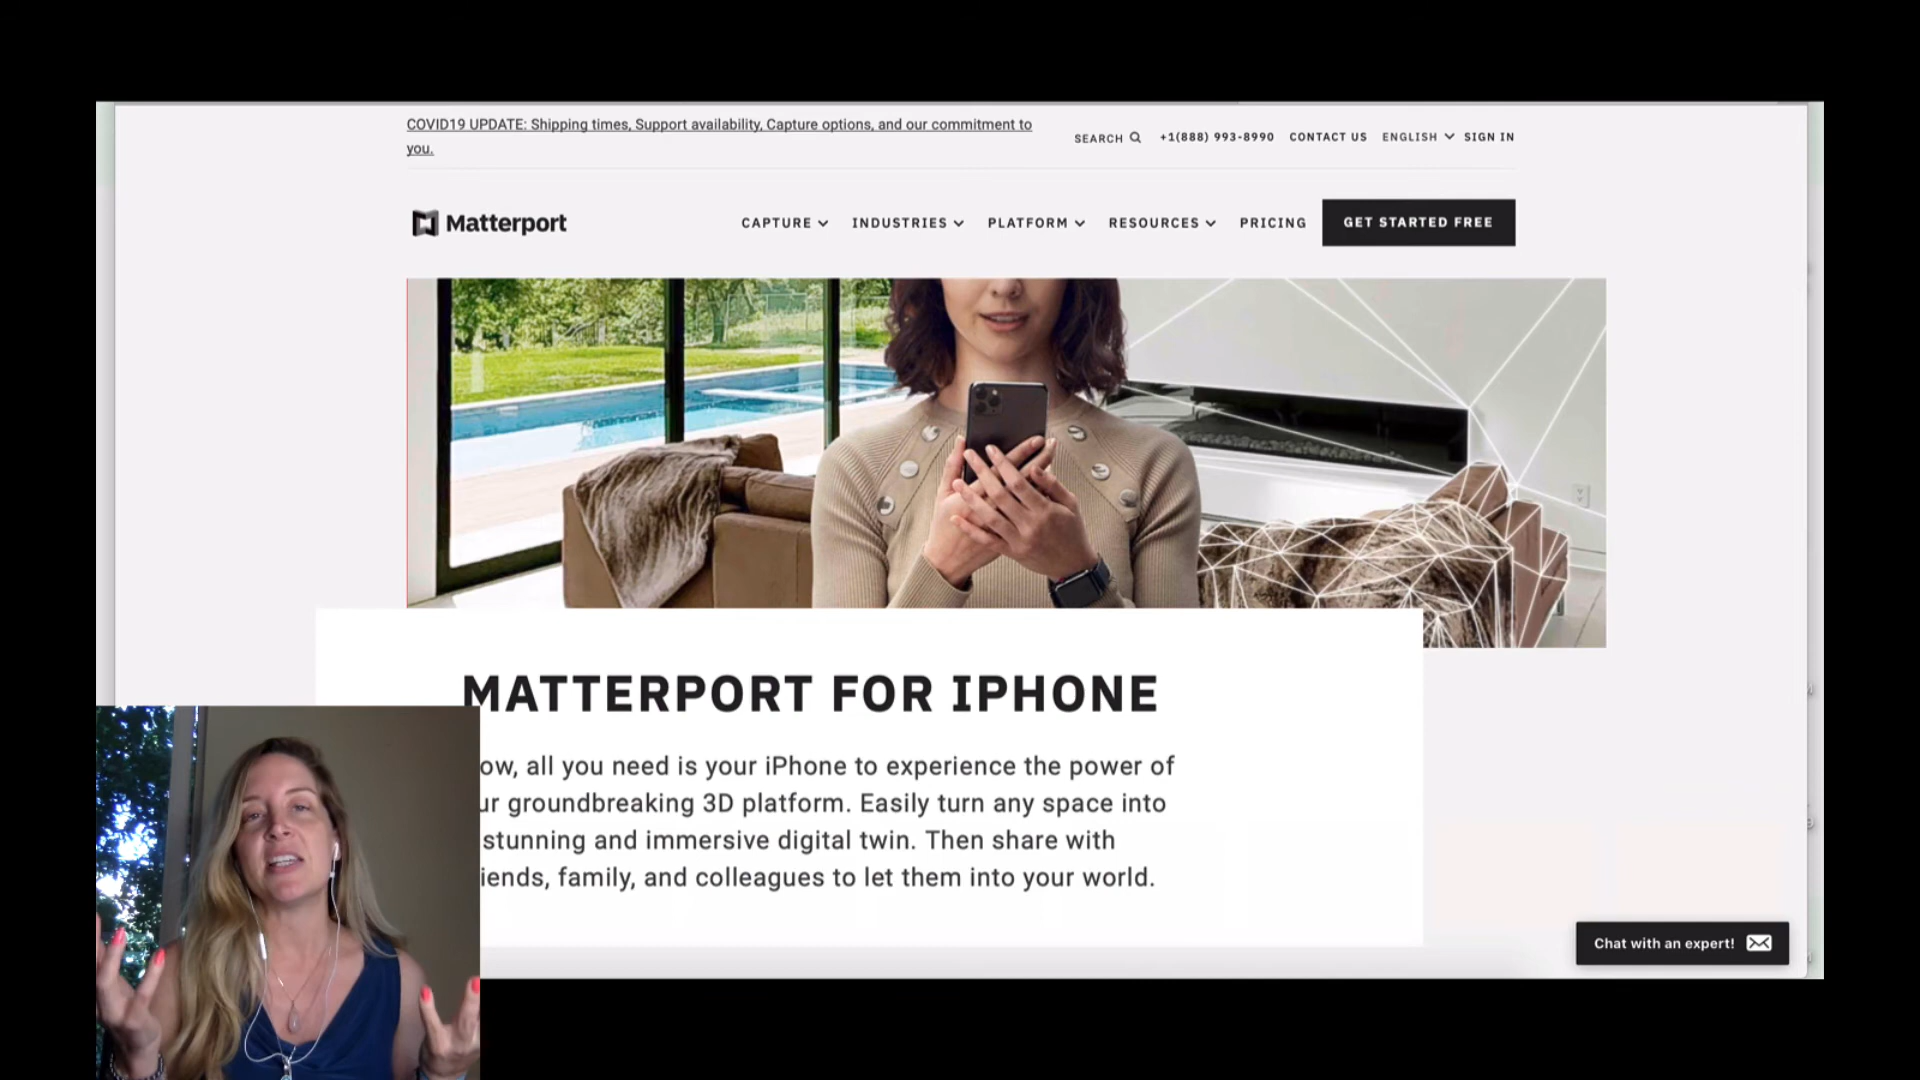 COVID19 UPDATE: Shipping times, Support availability, Capture options, and our commitment to
you.
SEARCH
+1(888) 993-8990
CONTACT US
ENGLISH
SIGN IN
Matterport
CAPTURE
INDUSTRIES
PLATFORM
RESOURCES
PRICING
GET STARTED FREE
MATTERPORT FOR IPHONE
ow, all you need is your iPhone to experience the power of
ur groundbreaking 3D platform. Easily turn any space into
stunning and immersive digital twin. Then share with
iends, family, and colleagues to let them into your world.
Chat with an expert!